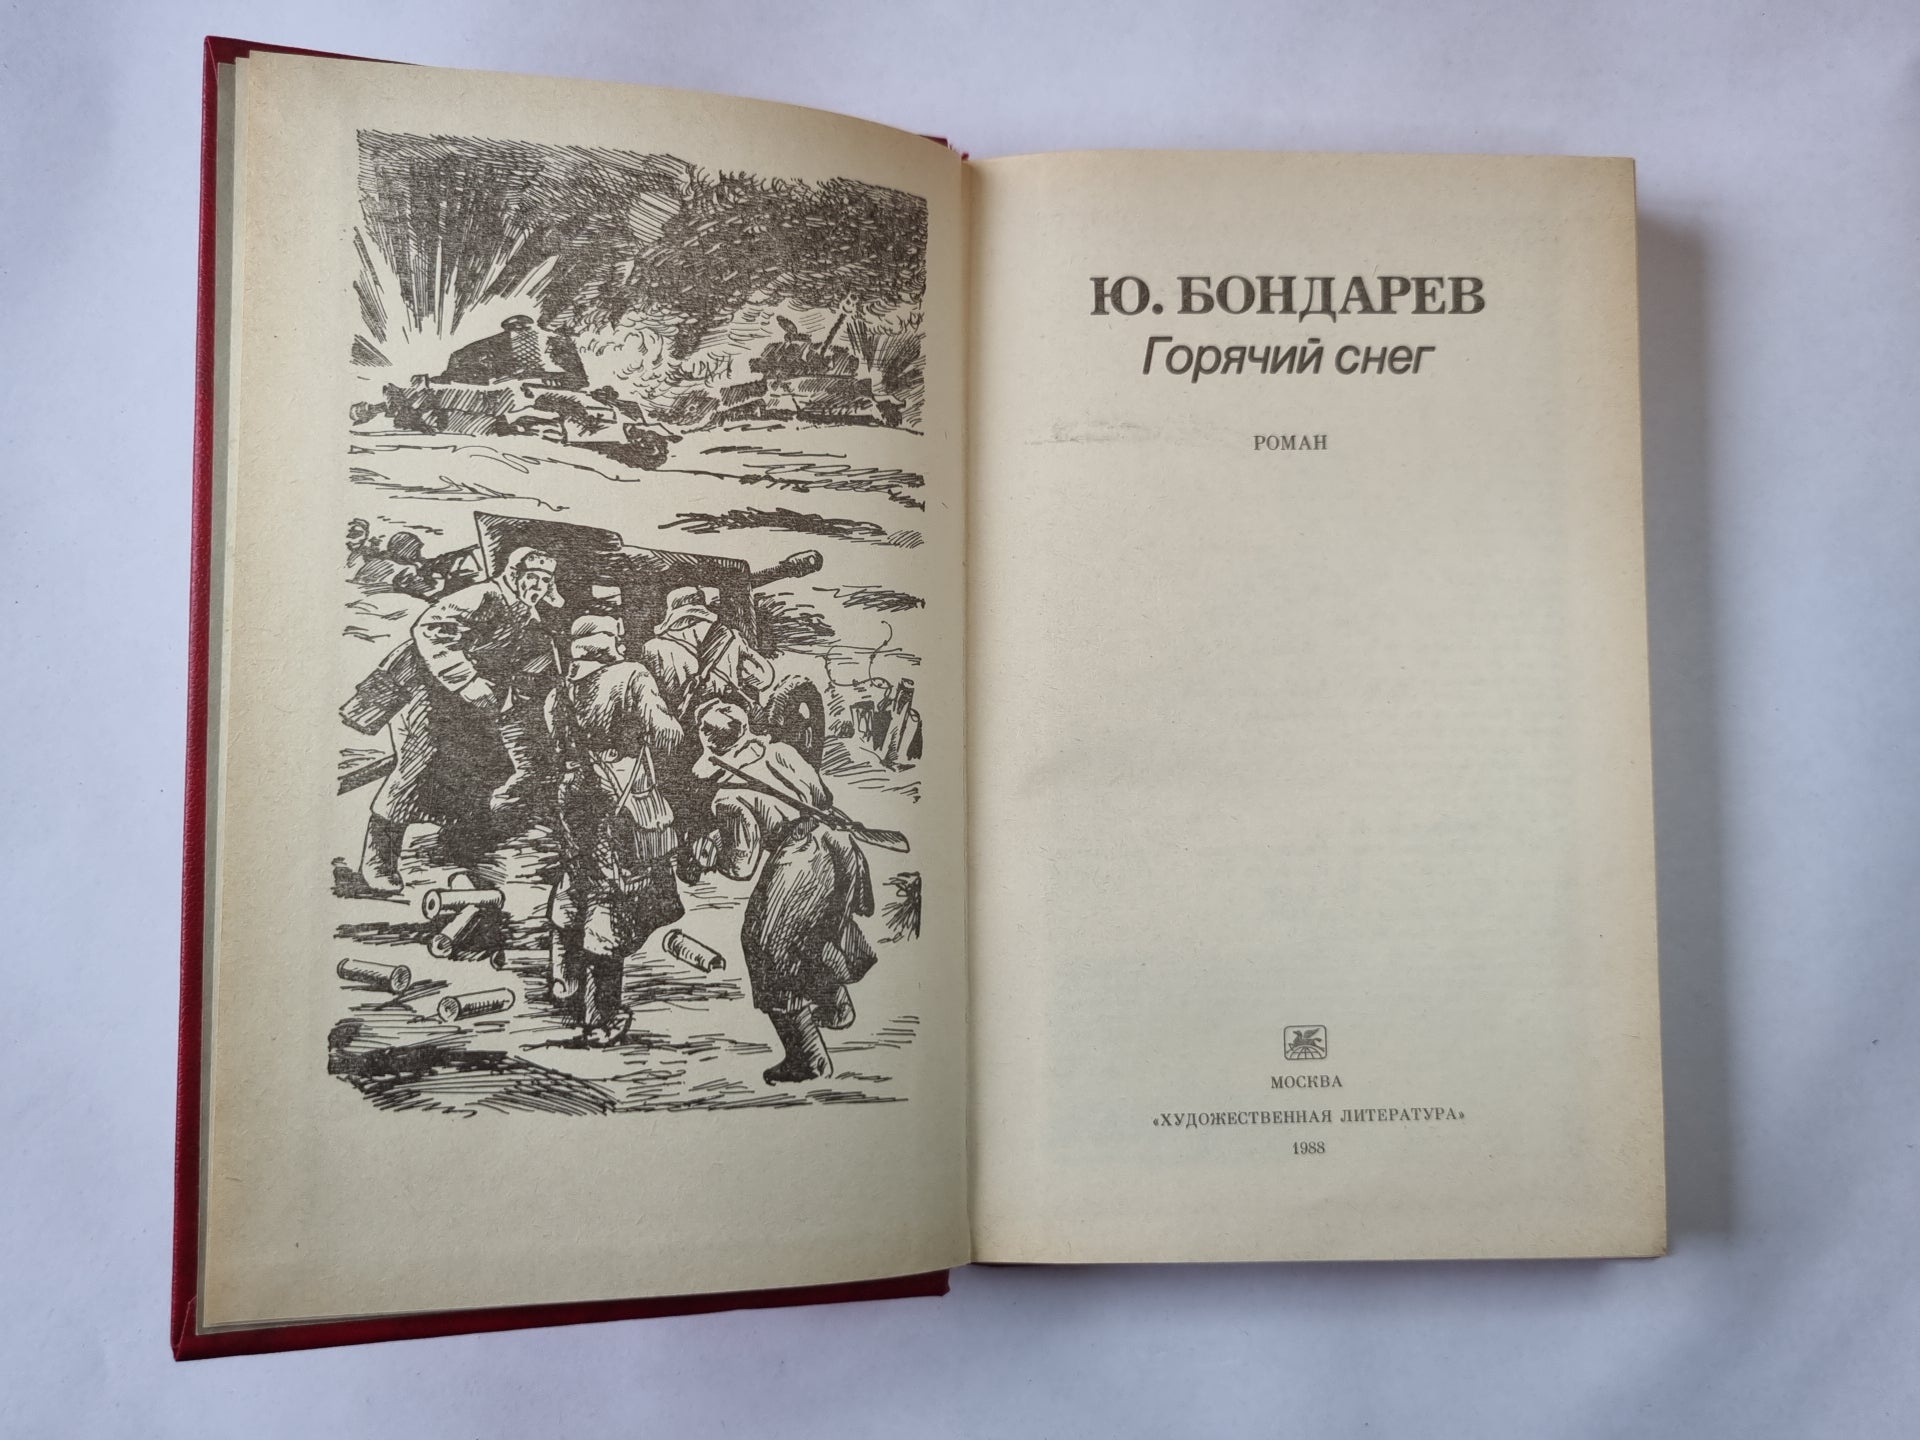 Ю. БОНДАРЕВ
Горячий снег
РОМАН
МОСКВА
«ХУДОЖЕСТВЕННАЯ ЛИТЕРАТУРА»
1988